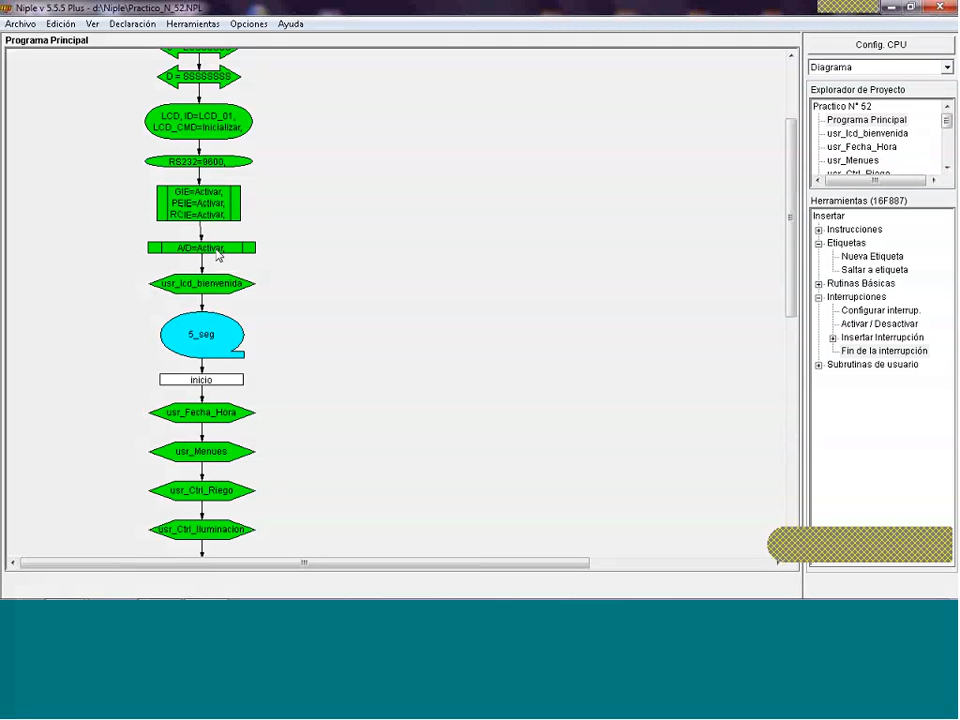 Niple v 5.5.5 Plus - d:\Niple\Practico_N_52.NPL
Archivo Edición Ver Declaración Herramientas Opciones Ayuda
Programa Principal
D = SSSSSSSS
LCD, ID=LCD_01,
LCD_CMD=Inicializar,
RS232=9600,
GIE=Activar,
PEIE=Activar,
RCIE=Activar,
A/D=Activar,
usr_lcd_bienvenida
5_seg
inicio
usr_Fecha_Hora
usr_Menues
usr_Ctrl_Riego
usr_Ctrl_Iluminacion
Config. CPU
Diagrama
Explorador de Proyecto
Practico N° 52
Programa Principal
usr_lcd_bienvenida
usr_Fecha_Hora
usr_Menues
usr_Ctrl_Riego
Herramientas (16F887)
Insertar
Instrucciones
Etiquetas
Nueva Etiqueta
Saltar a etiqueta
Rutinas Básicas
Interrupciones
Configurar interrup.
Activar / Desactivar
Insertar Interrupción
Fin de la interrupción
Subrutinas de usuario